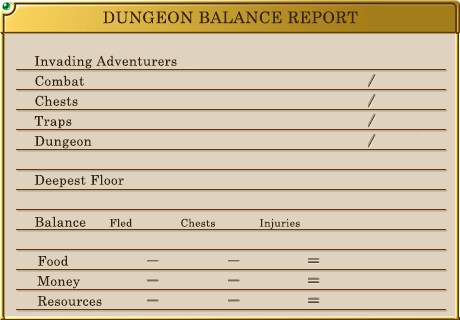 DUNGEON BALANCE REPORT
Invading Adventurers
Combat /
Chests /
Traps /
Dungeon /
Deepest Floor
Balance Fled Chests Injuries
Food — — =
Money — — =
Resources — — =